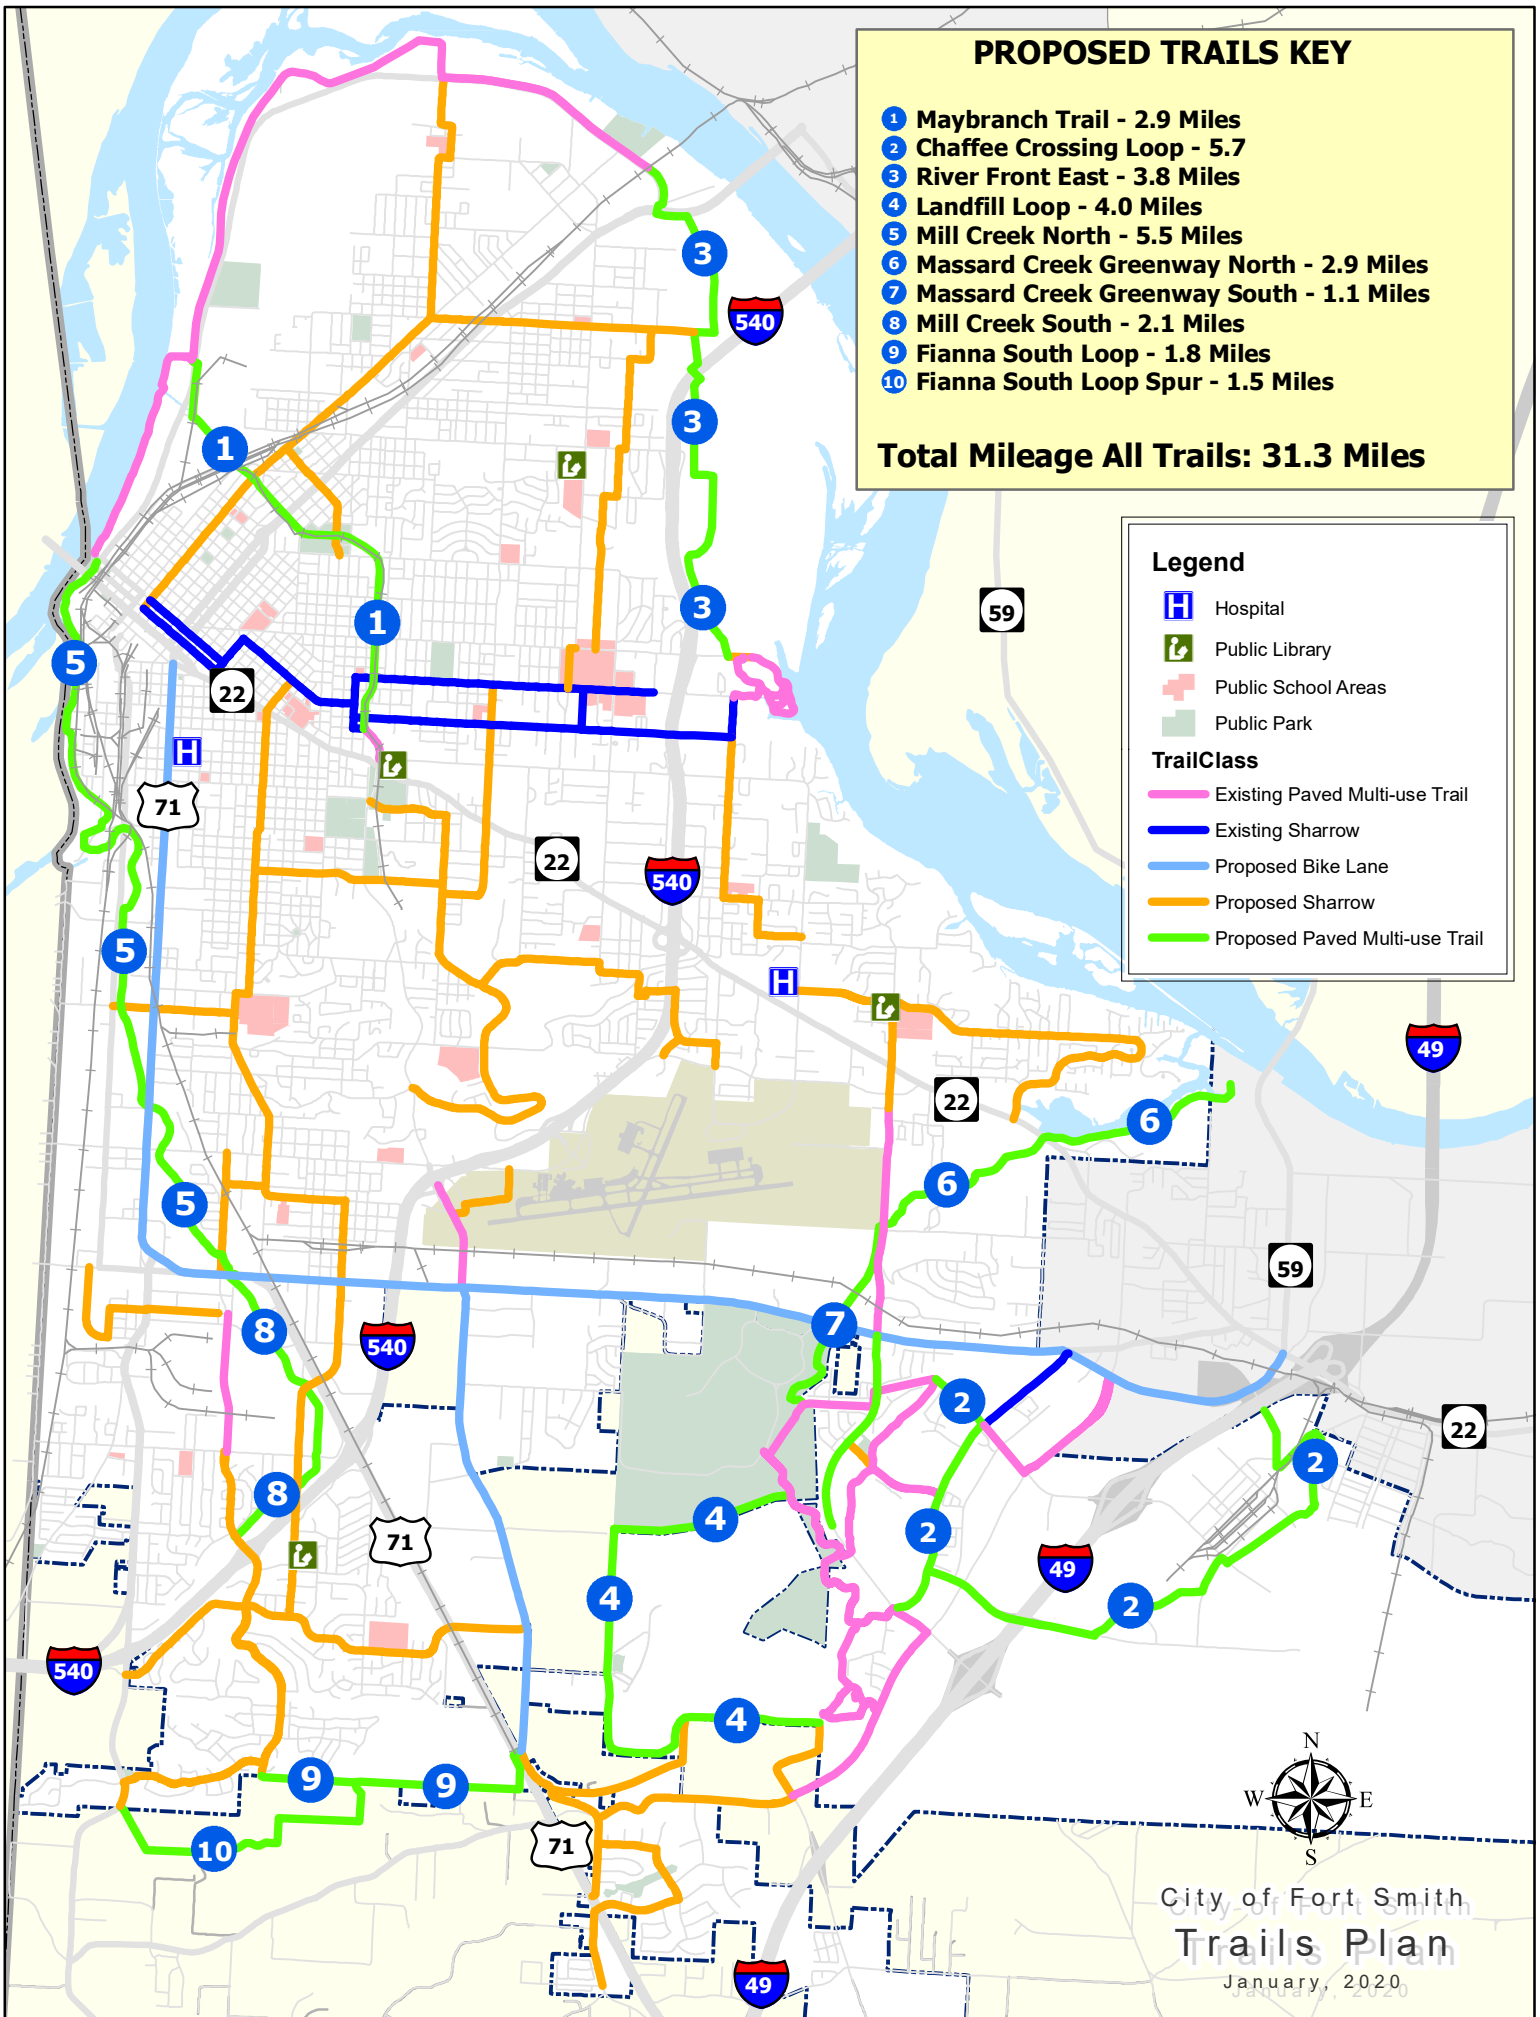 PROPOSED TRAILS KEY
1 Maybranch Trail - 2.9 Miles
2 Chaffee Crossing Loop - 5.7
3 River Front East - 3.8 Miles
4 Landfill Loop - 4.0 Miles
5 Mill Creek North - 5.5 Miles
6 Massard Creek Greenway North - 2.9 Miles
7 Massard Creek Greenway South - 1.1 Miles
8 Mill Creek South - 2.1 Miles
9 Fianna South Loop - 1.8 Miles
10 Fianna South Loop Spur - 1.5 Miles
Total Mileage All Trails: 31.3 Miles
Legend
H Hospital
Public Library
Public School Areas
Public Park
TrailClass
Existing Paved Multi-use Trail
Existing Sharrow
Proposed Bike Lane
Proposed Sharrow
Proposed Paved Multi-use Trail
3
540
3
1
59
3
1
5
22
H
71
22
540
5
H
49
22
6
6
5
59
7
8
540
2
22
2
8
4
71
2
49
4
2
540
4
9
9
10
71
49
N
W E
S
City of Fort Smith
Trails Plan
January, 2020